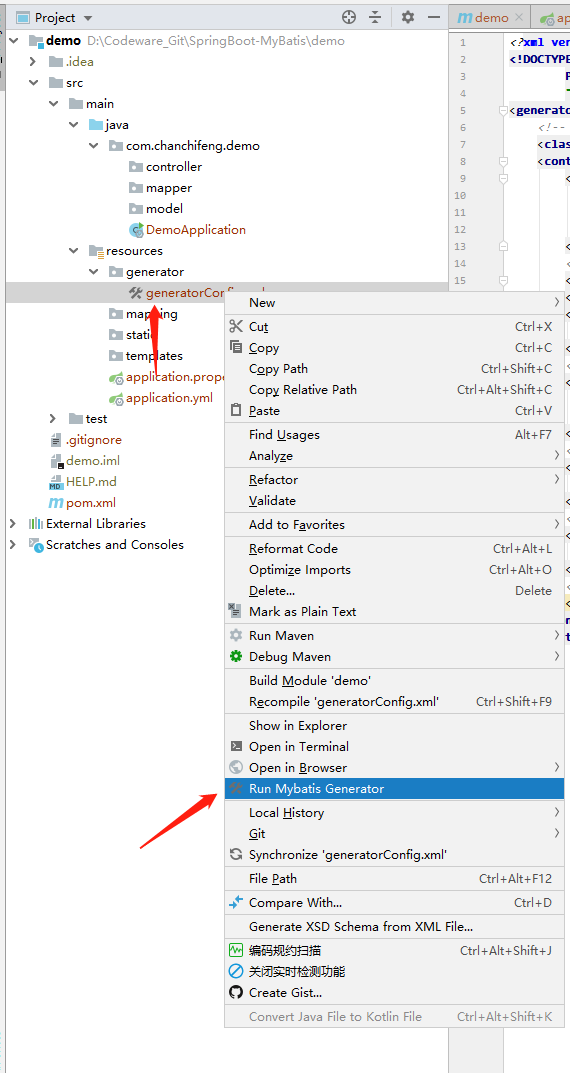 Project
demo
ap
demo D:\Codeware_Git\SpringBoot-MyBatis\demo
.idea
src
main
java
com.chanchifeng.demo
controller
mapper
model
DemoApplication
resources
generator
generatorConf
mapping
static
templates
application.prope
application.yml
test
.gitignore
demo.iml
HELP.md
pom.xml
External Libraries
Scratches and Consoles
1 <?xml ver
2 <!DOCTYPE
3
4
5 <generato
6 <!--
7 <clas
8 <cont
9 <
10
11
12
13 <
14 <
15 <
New
Cut Ctrl+X
Copy Ctrl+C
Copy Path Ctrl+Shift+C
Copy Relative Path Ctrl+Alt+Shift+C
Paste Ctrl+V
Find Usages Alt+F7
Analyze
Refactor
Validate
Add to Favorites
Reformat Code Ctrl+Alt+L
Optimize Imports Ctrl+Alt+O
Delete... Delete
Mark as Plain Text
Run Maven
Debug Maven
Build Module 'demo'
Recompile 'generatorConfig.xml' Ctrl+Shift+F9
Show in Explorer
Open in Terminal
Open in Browser
Run Mybatis Generator
Local History
Git
Synchronize 'generatorConfig.xml'
File Path Ctrl+Alt+F12
Compare With... Ctrl+D
Generate XSD Schema from XML File...
编码规约扫描 Ctrl+Alt+Shift+J
关闭实时检测功能
Create Gist...
Convert Java File to Kotlin File Ctrl+Alt+Shift+K